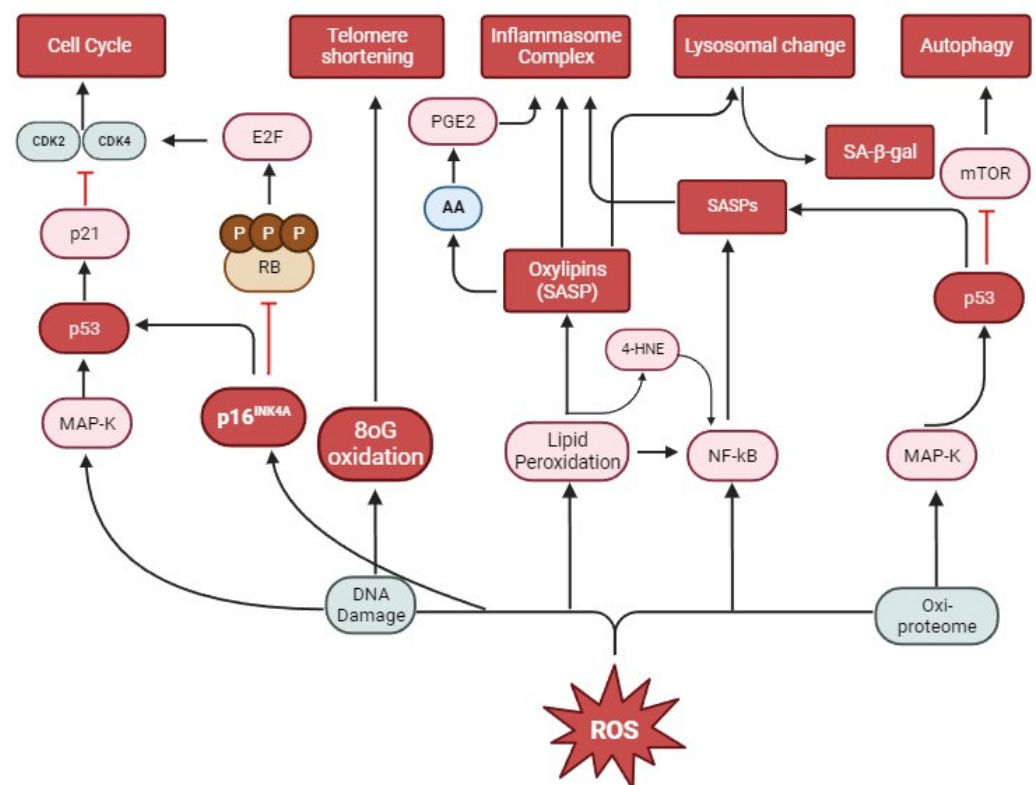 Cell Cycle
Telomere
shortening
Inflammasome
Complex
Lysosomal change
Autophagy
PGE2
CDK2
CDK4
E2F
SA-β-gal
mTOR
AA
SASPs
p21
P P P
RB
Oxylipins
(SASP)
p53
p53
4-HNE
MAP-K
p16INK4A
8oG
oxidation
Lipid
Peroxidation
NF-kB
MAP-K
DNA
Damage
Oxi-
proteome
ROS